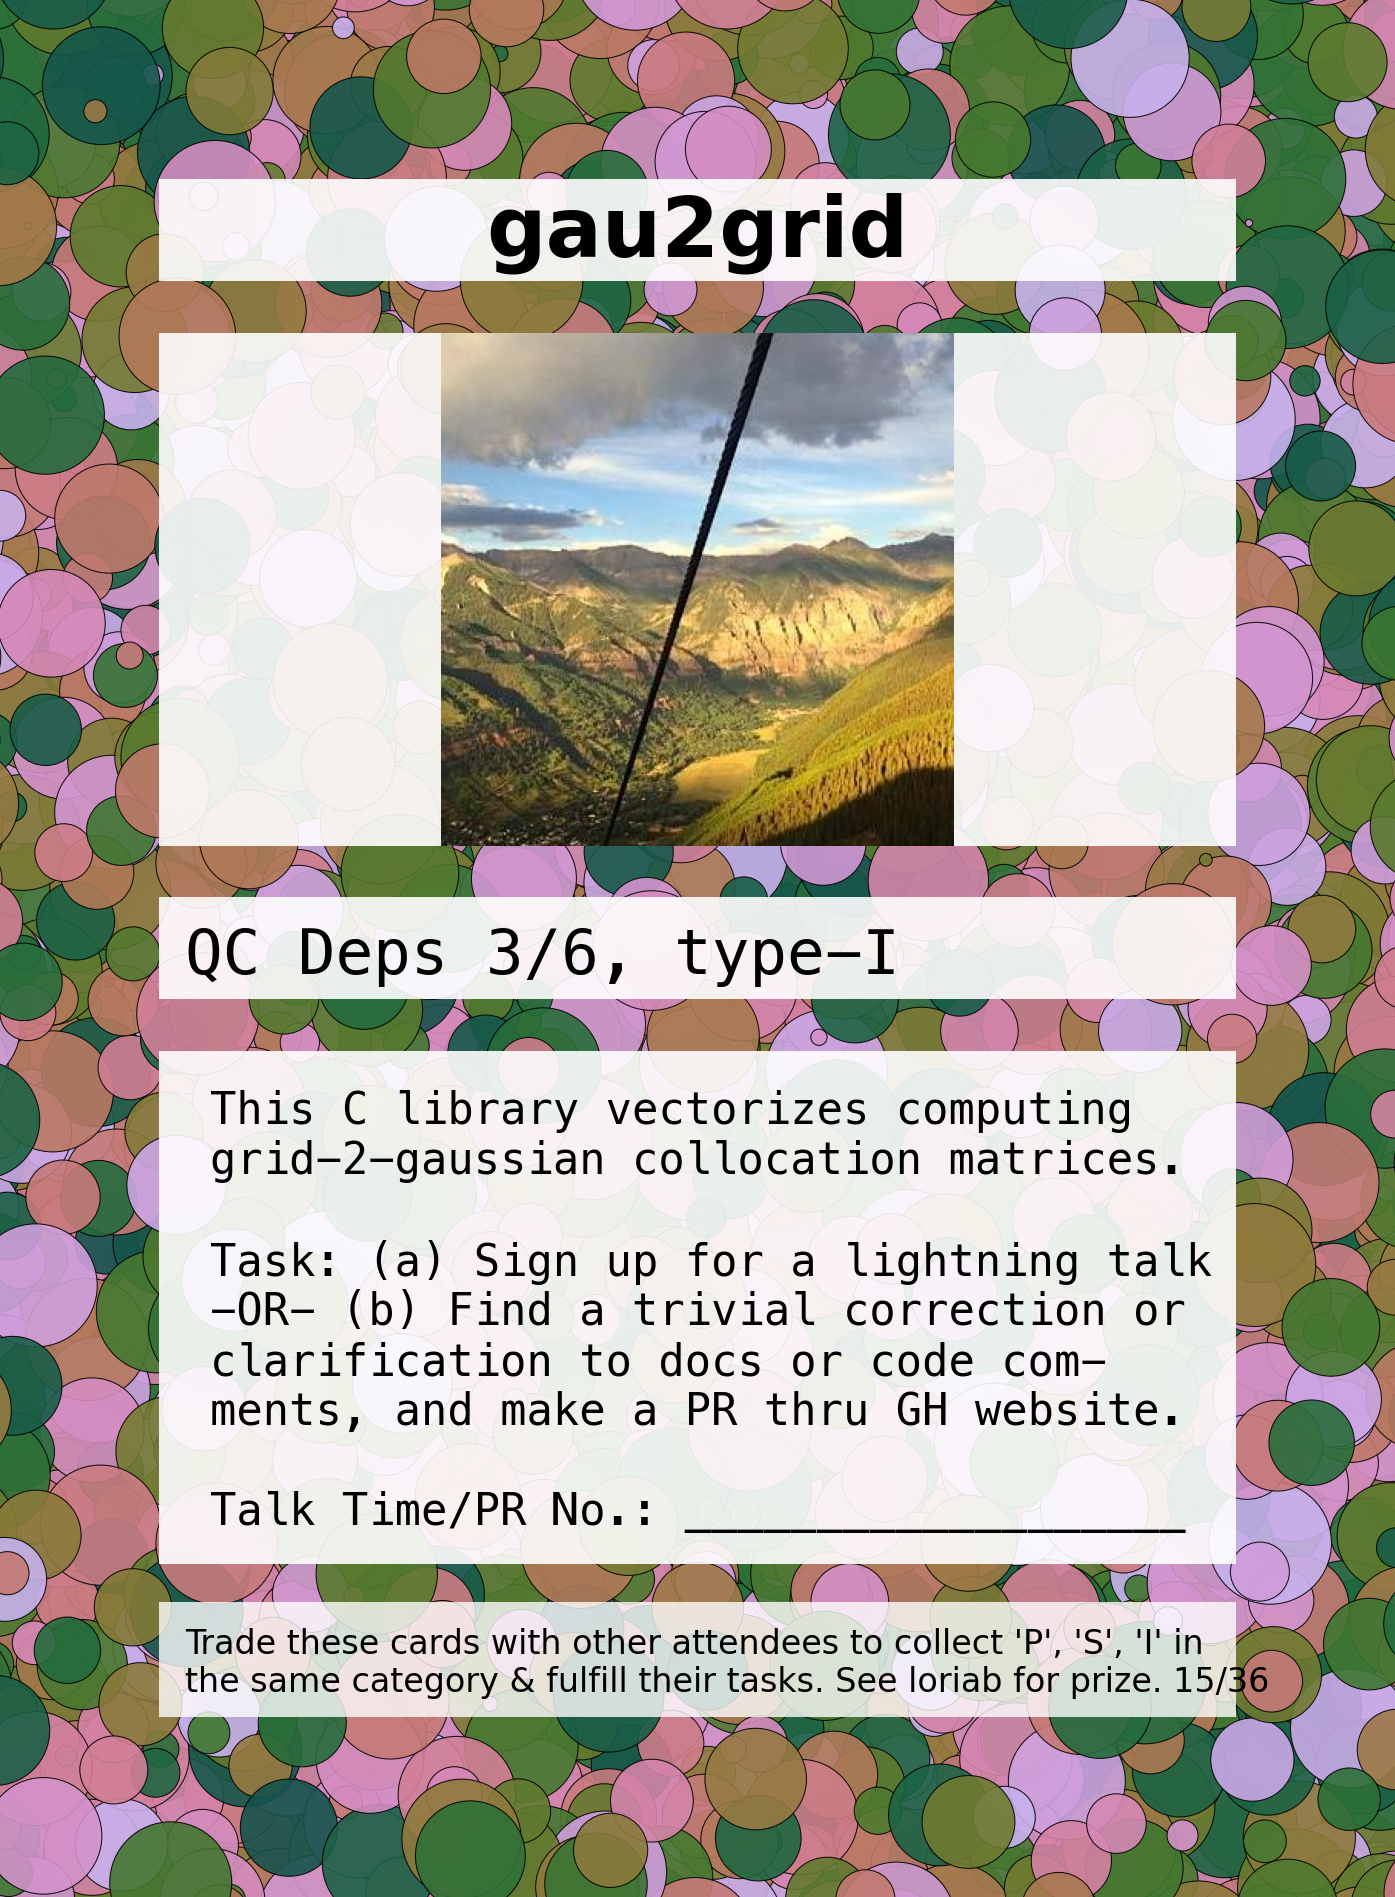 gau2grid
QC Deps 3/6, type−I
This C library vectorizes computing
grid−2−gaussian collocation matrices.
Task: (a) Sign up for a lightning talk
−OR− (b) Find a trivial correction or
clarification to docs or code com−
ments, and make a PR thru GH website.
Talk Time/PR No.: ___________________
Trade these cards with other attendees to collect 'P', 'S', 'I' in
the same category & fulfill their tasks. See loriab for prize. 15/36